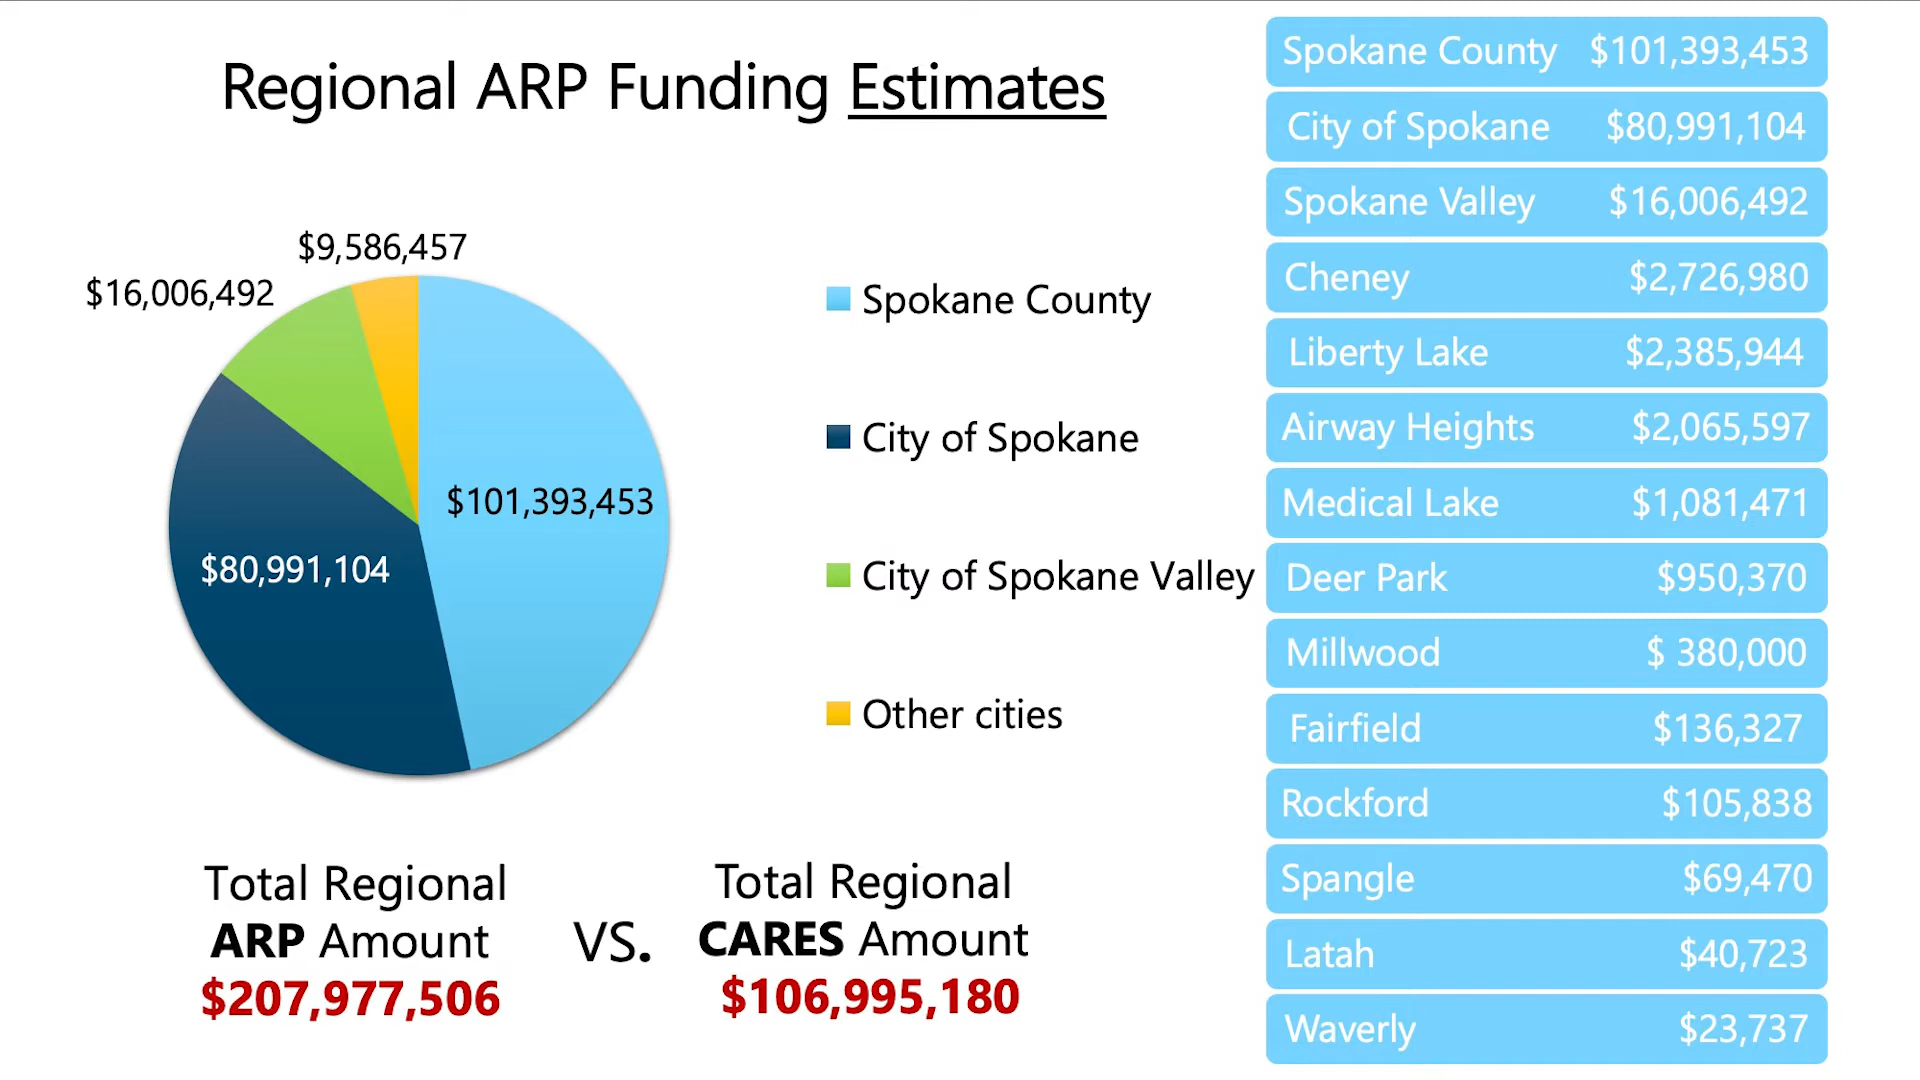 Regional ARP Funding Estimates
$9,586,457
$16,006,492
$101,393,453
$80,991,104
Spokane County
City of Spokane
City of Spokane Valley
Other cities
Total Regional
ARP Amount
$207,977,506
VS.
Total Regional
CARES Amount
$106,995,180
Spokane County $101,393,453
City of Spokane $80,991,104
Spokane Valley $16,006,492
Cheney $2,726,980
Liberty Lake $2,385,944
Airway Heights $2,065,597
Medical Lake $1,081,471
Deer Park $950,370
Millwood $ 380,000
Fairfield $136,327
Rockford $105,838
Spangle $69,470
Latah $40,723
Waverly $23,737